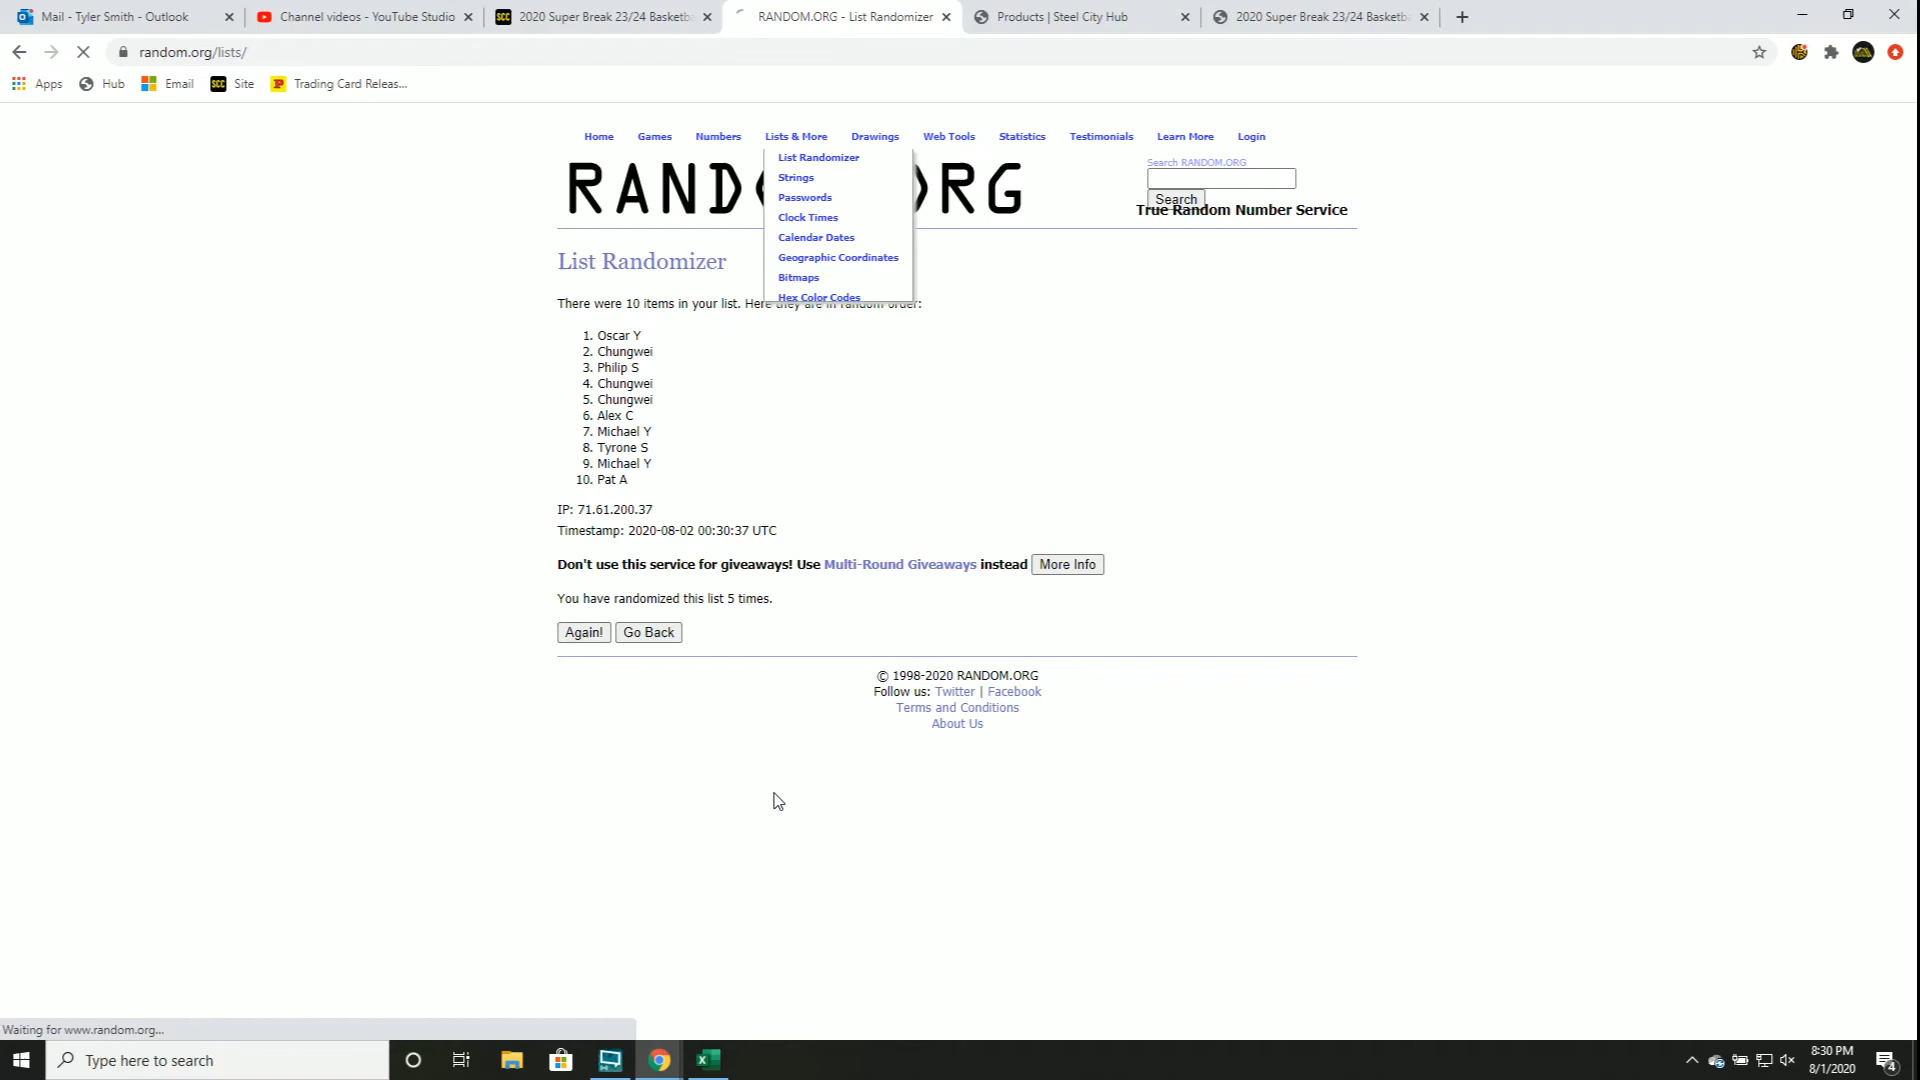 Mail - Tyler Smith - Outlook
Channel videos - YouTube Studio
2020 Super Break 23/24 Basketba
RANDOM.ORG - List Randomizer
Products | Steel City Hub
2020 Super Break 23/24 Basketb
random.org/lists/
Apps
Hub
Email
SCC
Site
Trading Card Releas...
Home
Games
Numbers
Lists & More
Drawings
Web Tools
Statistics
Testimonials
Learn More
Login
List Randomizer
Strings
Passwords
Clock Times
Calendar Dates
Geographic Coordinates
Bitmaps
Hex Color Codes
Search RANDOM.ORG
Search
True Random Number Service
List Randomizer
There were 10 items in your list. Here they are in random order:
1. Oscar Y
2. Chungwei
3. Philip S
4. Chungwei
5. Chungwei
6. Alex C
7. Michael Y
8. Tyrone S
9. Michael Y
10. Pat A
IP: 71.61.200.37
Timestamp: 2020-08-02 00:30:37 UTC
Don't use this service for giveaways! Use Multi-Round Giveaways instead More Info
You have randomized this list 5 times.
Again! Go Back
© 1998-2020 RANDOM.ORG
Follow us: Twitter | Facebook
Terms and Conditions
About Us
Waiting for www.random.org...
Type here to search
8:30 PM
8/1/2020
4